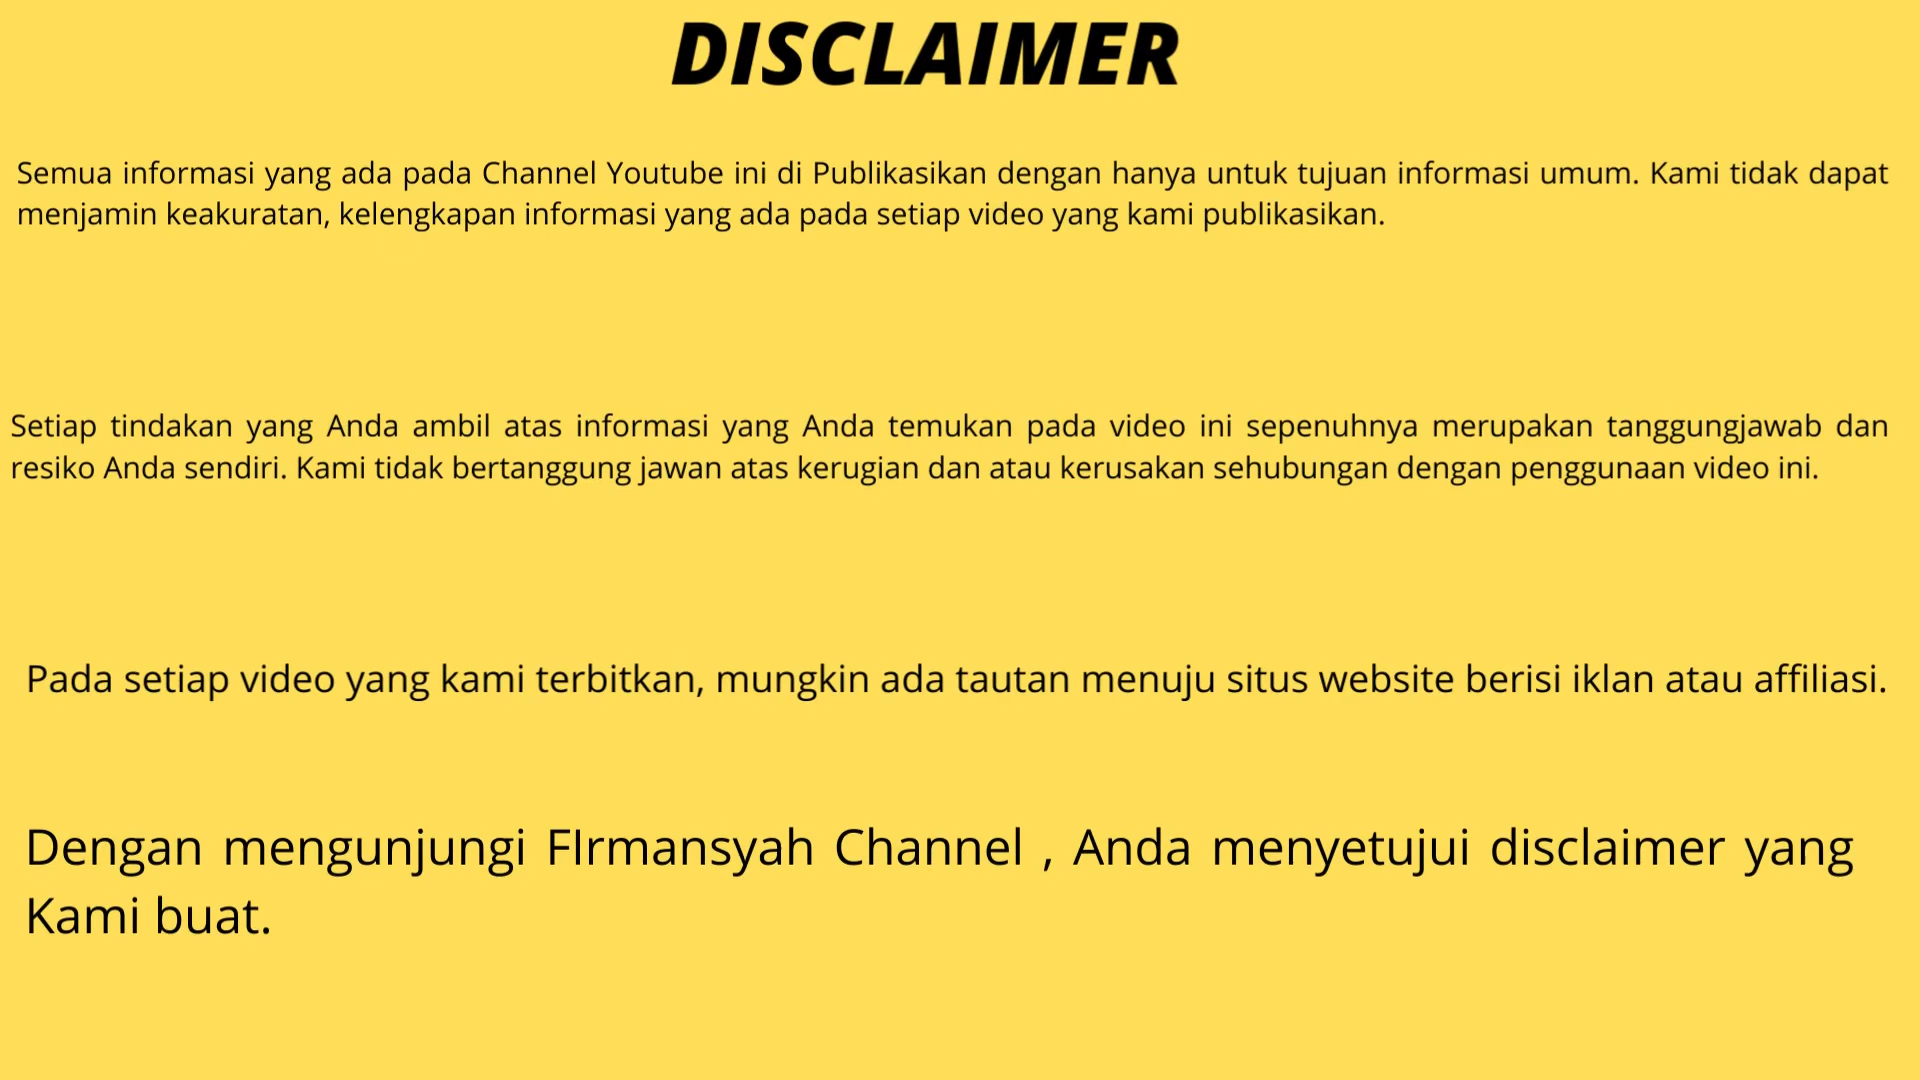 DISCLAIMER
Semua informasi yang ada pada Channel Youtube ini di Publikasikan dengan hanya untuk tujuan informasi umum. Kami tidak dapat
menjamin keakuratan, kelengkapan informasi yang ada pada setiap video yang kami publikasikan.
Setiap tindakan yang Anda ambil atas informasi yang Anda temukan pada video ini sepenuhnya merupakan tanggungjawab dan
resiko Anda sendiri. Kami tidak bertanggung jawan atas kerugian dan atau kerusakan sehubungan dengan penggunaan video ini.
Pada setiap video yang kami terbitkan, mungkin ada tautan menuju situs website berisi iklan atau affiliasi.
Dengan mengunjungi FIrmansyah Channel , Anda menyetujui disclaimer yang
Kami buat.